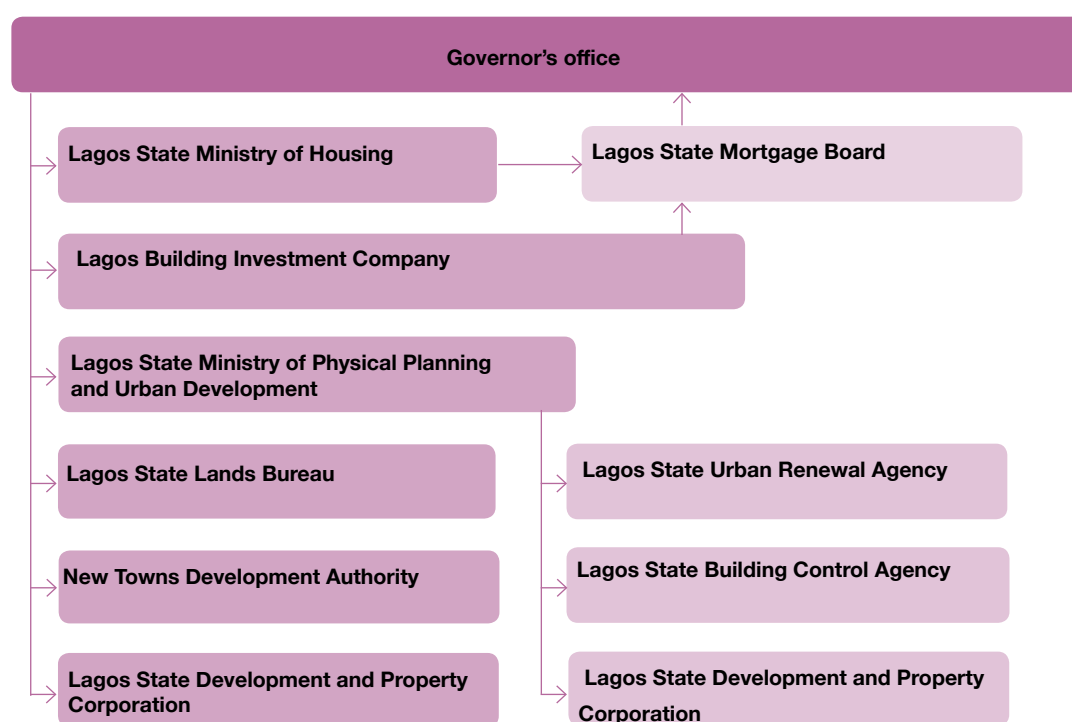 Governor’s office
Lagos State Ministry of Housing
Lagos State Mortgage Board
Lagos Building Investment Company
Lagos State Ministry of Physical Planning
and Urban Development
Lagos State Lands Bureau
Lagos State Urban Renewal Agency
New Towns Development Authority
Lagos State Building Control Agency
Lagos State Development and Property
Corporation
Lagos State Development and Property
Corporation